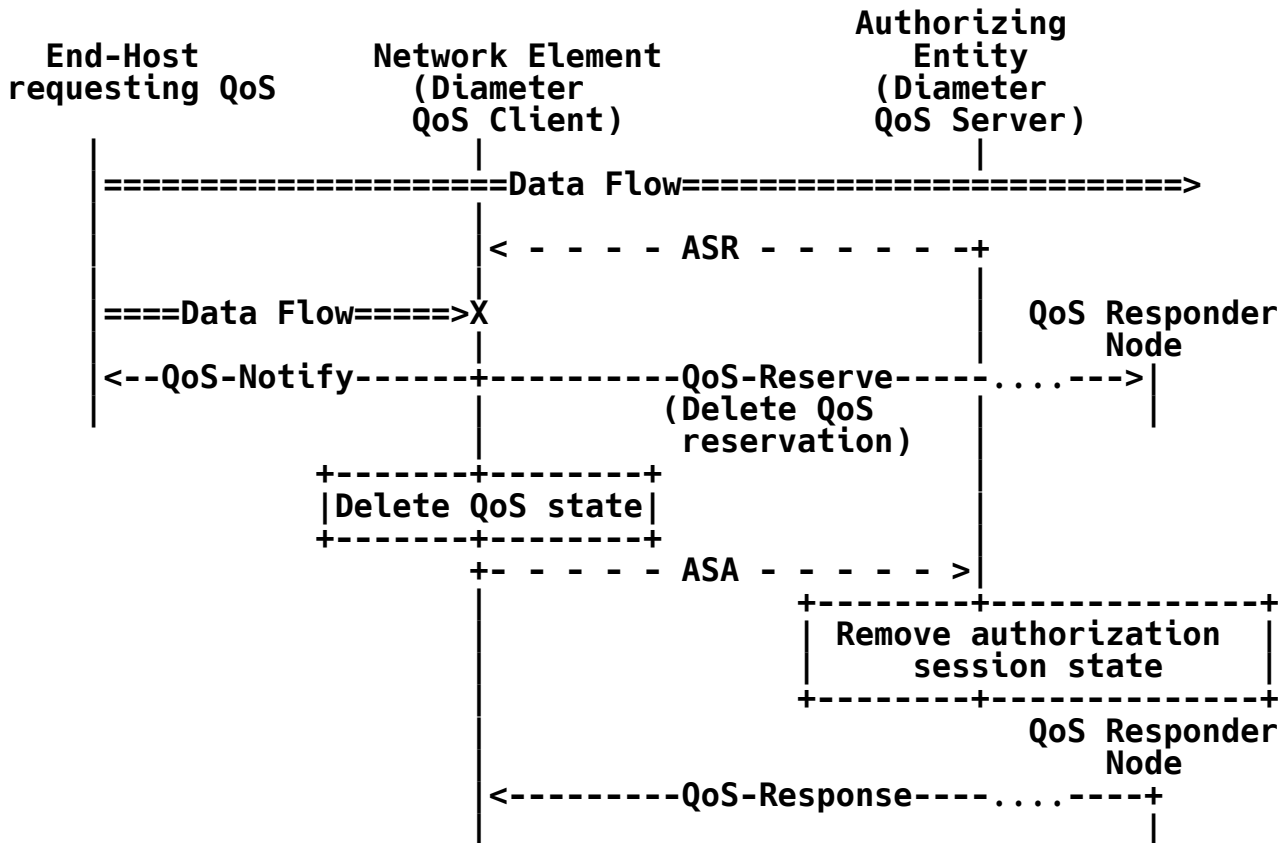 Authorizing
  End-Host         Network Element             Entity
requesting QoS       (Diameter               (Diameter
                     QoS Client)             QoS Server)
    |                   |                         |
    |=====================Data Flow==========================>
    |                   |
    |                   |< - - - - ASR - - - - - -+
    |                   |                         |
    |====Data Flow=====>X                         |  QoS Responder
    |                   |                         |      Node
    |<--QoS-Notify------+----------QoS-Reserve-----....--->|
    |                   |         (Delete QoS     |        |
                        |          reservation)   |
                +-------+--------+                |
                |Delete QoS state|                |
                +-------+--------+                |
                        +- - - - - ASA - - - - - >|
                        |                +--------+--------------+
                        |                | Remove authorization  |
                        |                |     session state     |
                        |                +--------+--------------+
                        |                            QoS Responder
                        |                                Node
                        |<----------QoS-Response----....----+
                        |                                  |